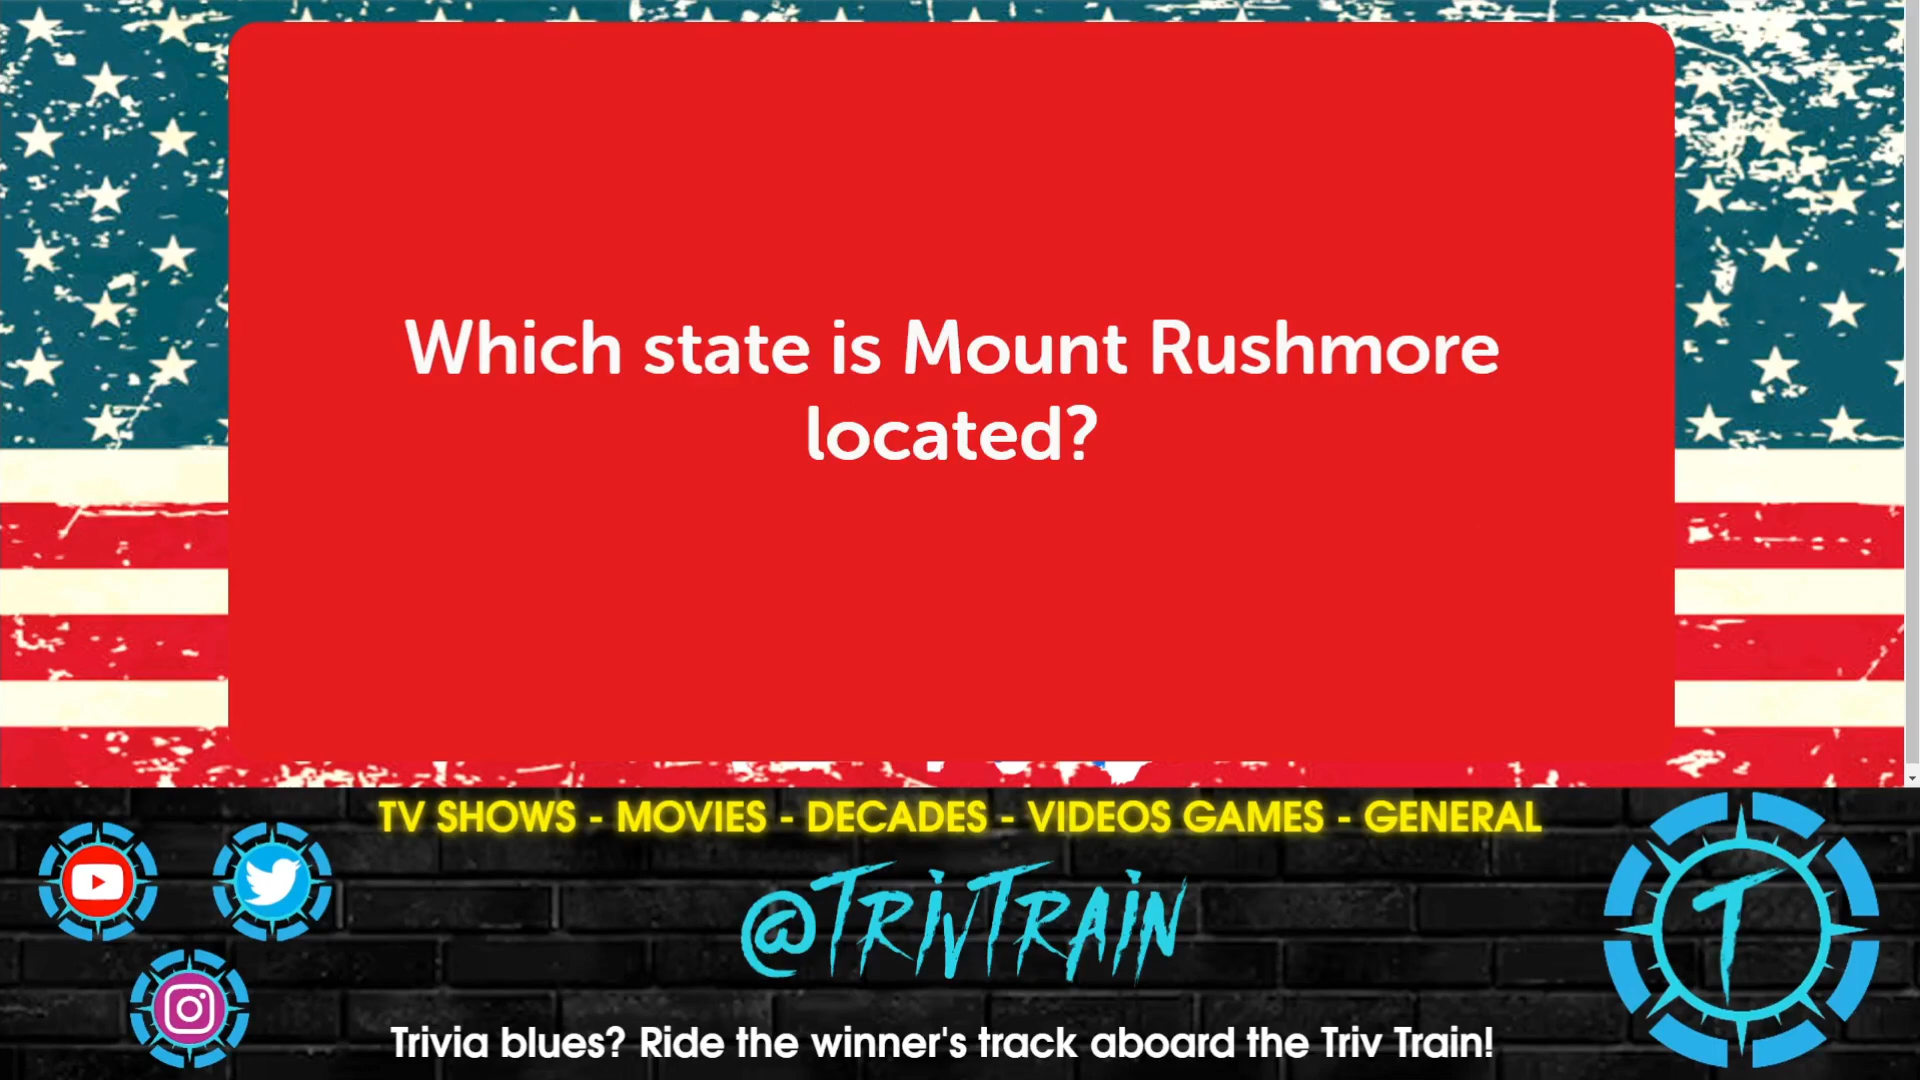 Which state is Mount Rushmore
located?
TV SHOWS - MOVIES - DECADES - VIDEOS GAMES - GENERAL
@TRIVTRAIN
T
Trivia blues? Ride the winner's track aboard the Triv Train!